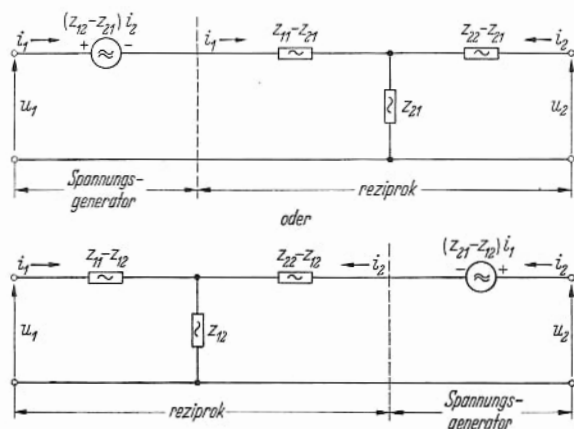 (z₁₂−z₂₁) i₂
i₁ + − i₁ z₁₁−z₂₁ z₂₂−z₂₁ i₂
u₁ z₂₁ u₂
Spannungs-
generator
reziprok
oder
(z₂₁−z₁₂) i₁
i₁ z₁₁−z₁₂ z₂₂−z₁₂ i₂ − + i₂
u₁ z₁₂ u₂
reziprok
Spannungs-
generator